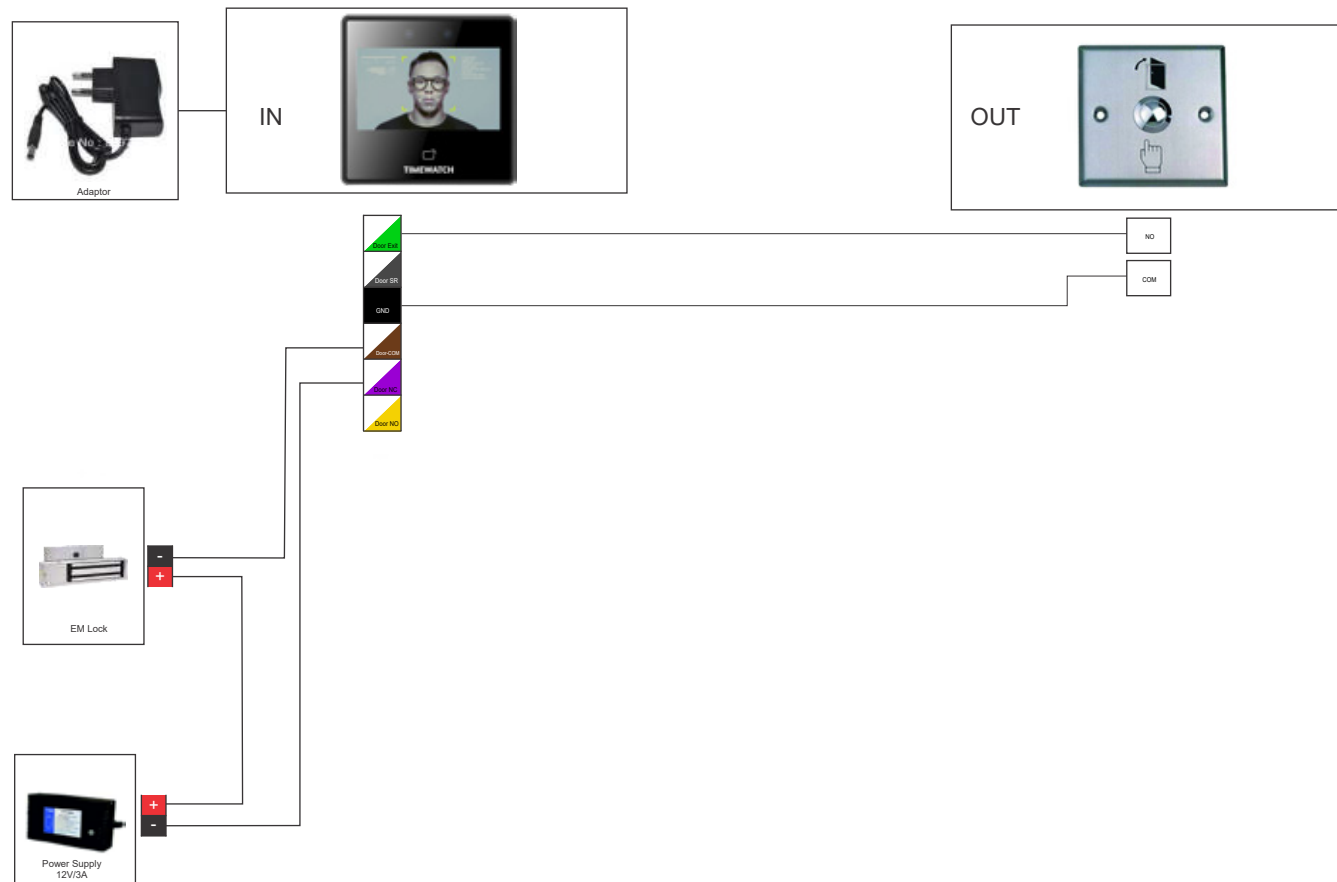 IN
TIMEWATCH
OUT
Adaptor
Door Exit
NO
Door SR
COM
GND
Door-COM
Door NC
Door NO
-
+
EM Lock
+
-
Power Supply
12V/3A